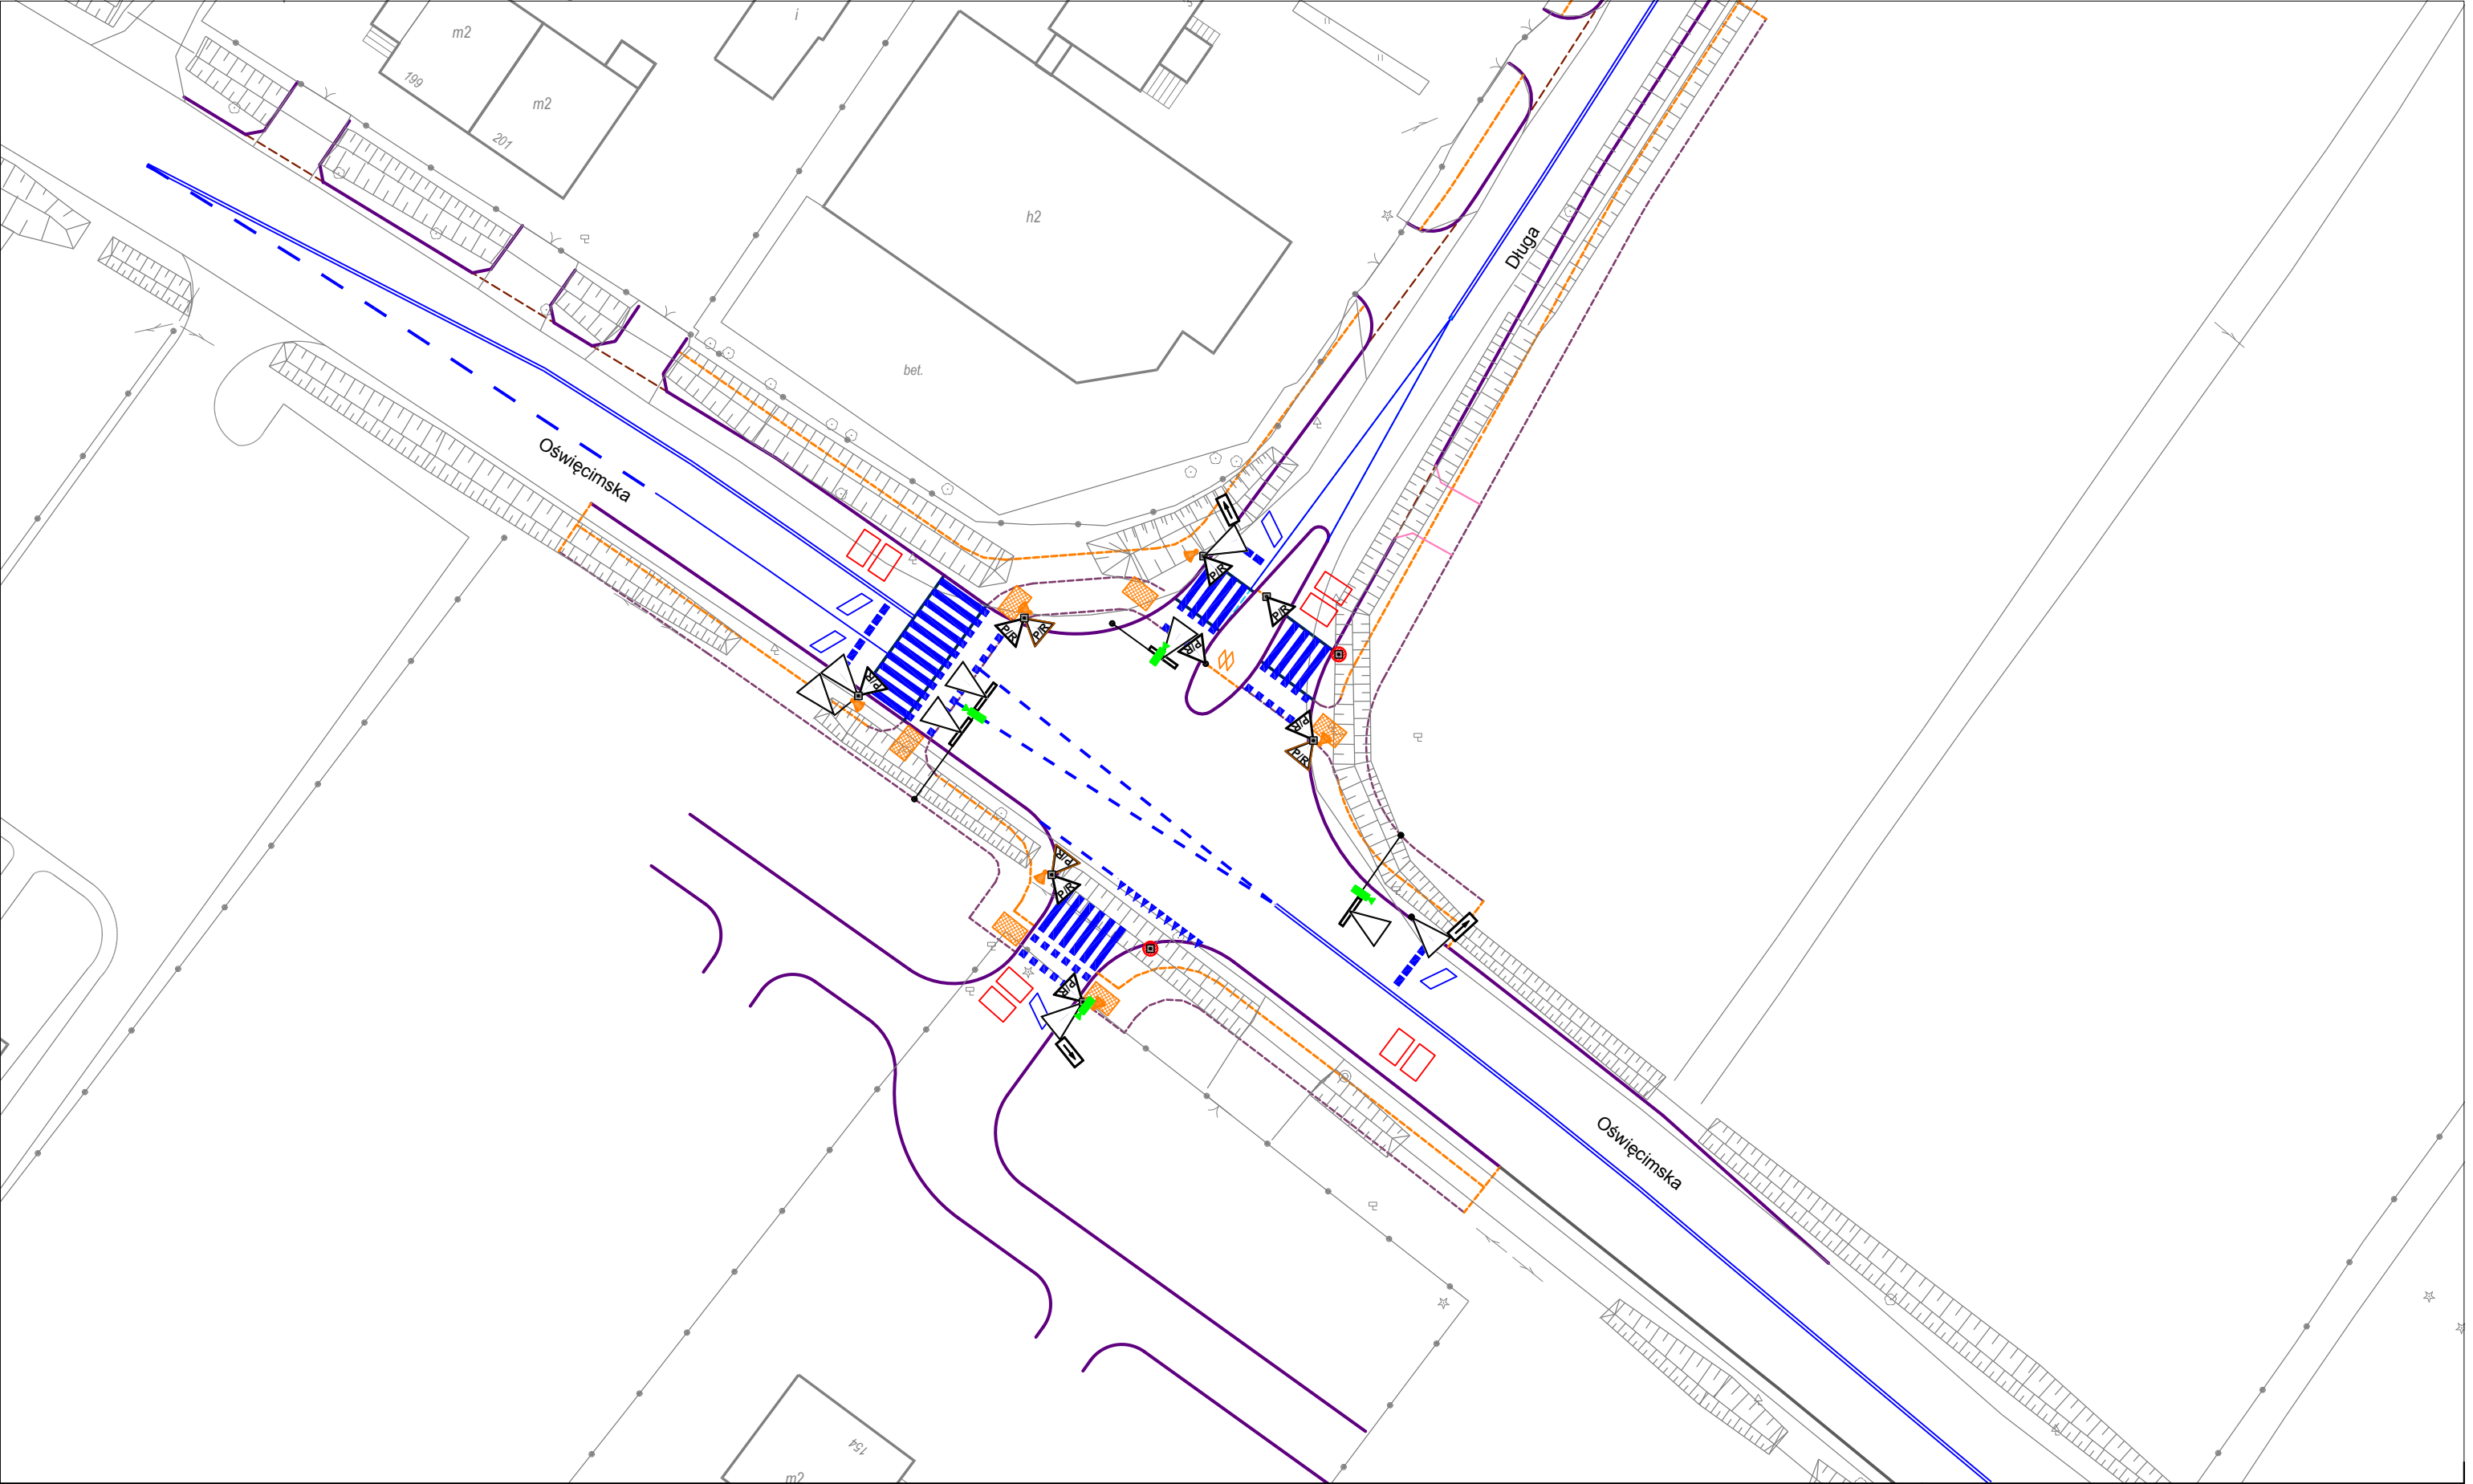 m2
i
199
m2
201
h2
Długa
bet.
Oświęcimska
P/R
P/R
P/R
P/R
P/R
P/R
P/R
P/R
P/R
P/R
P/R
Oświęcimska
154
m2